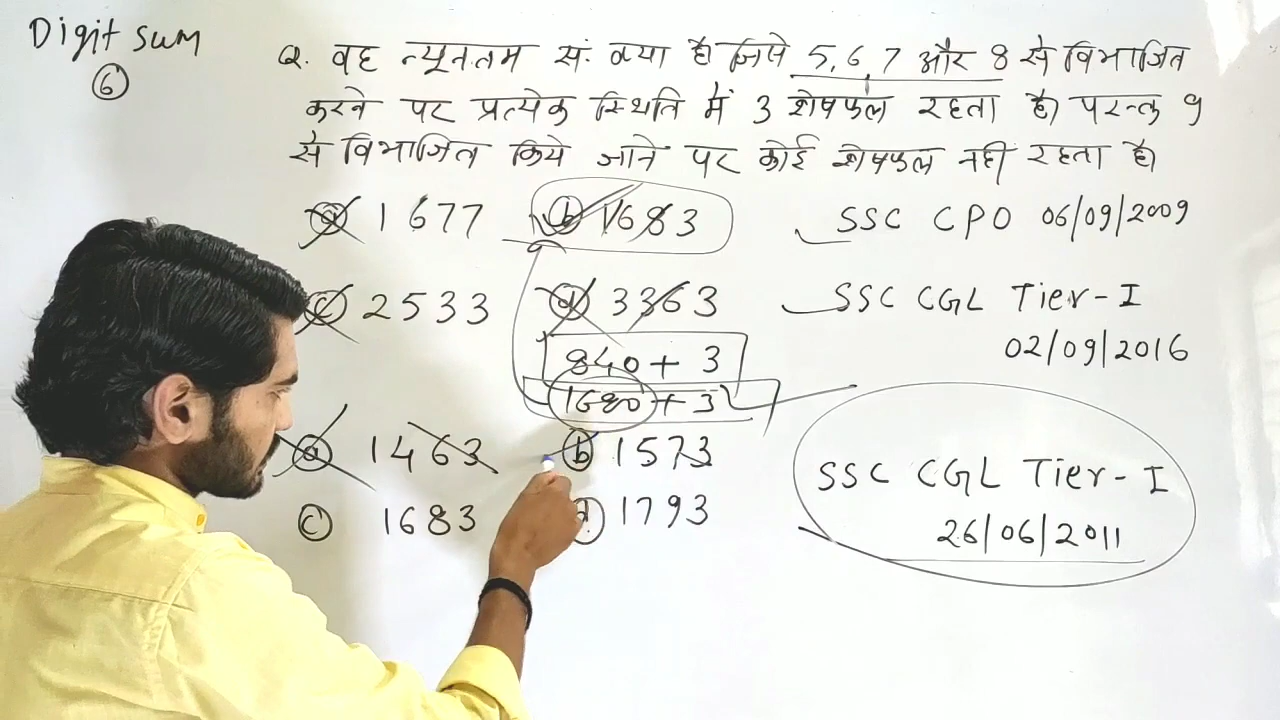 Digit sum
6
Q. वह न्यूनतम सं. क्या है। जिसे 5, 6, 7 और 8 से विभाजित
करने पर प्रत्येक स्थिति में 3 शेषफल रहता है। परन्तु 9
से विभाजित किये जाने पर कोई शेषफल नहीं रहता है।
a 1677 b 1683 SSC CPO 06/09/2009
c 2533 d 3363 SSC CGL Tier-I
02/09/2016
840 + 3
1680 + 3
a 1463 b 1573 SSC CGL Tier-I
c 1683 d 1793 26/06/2011